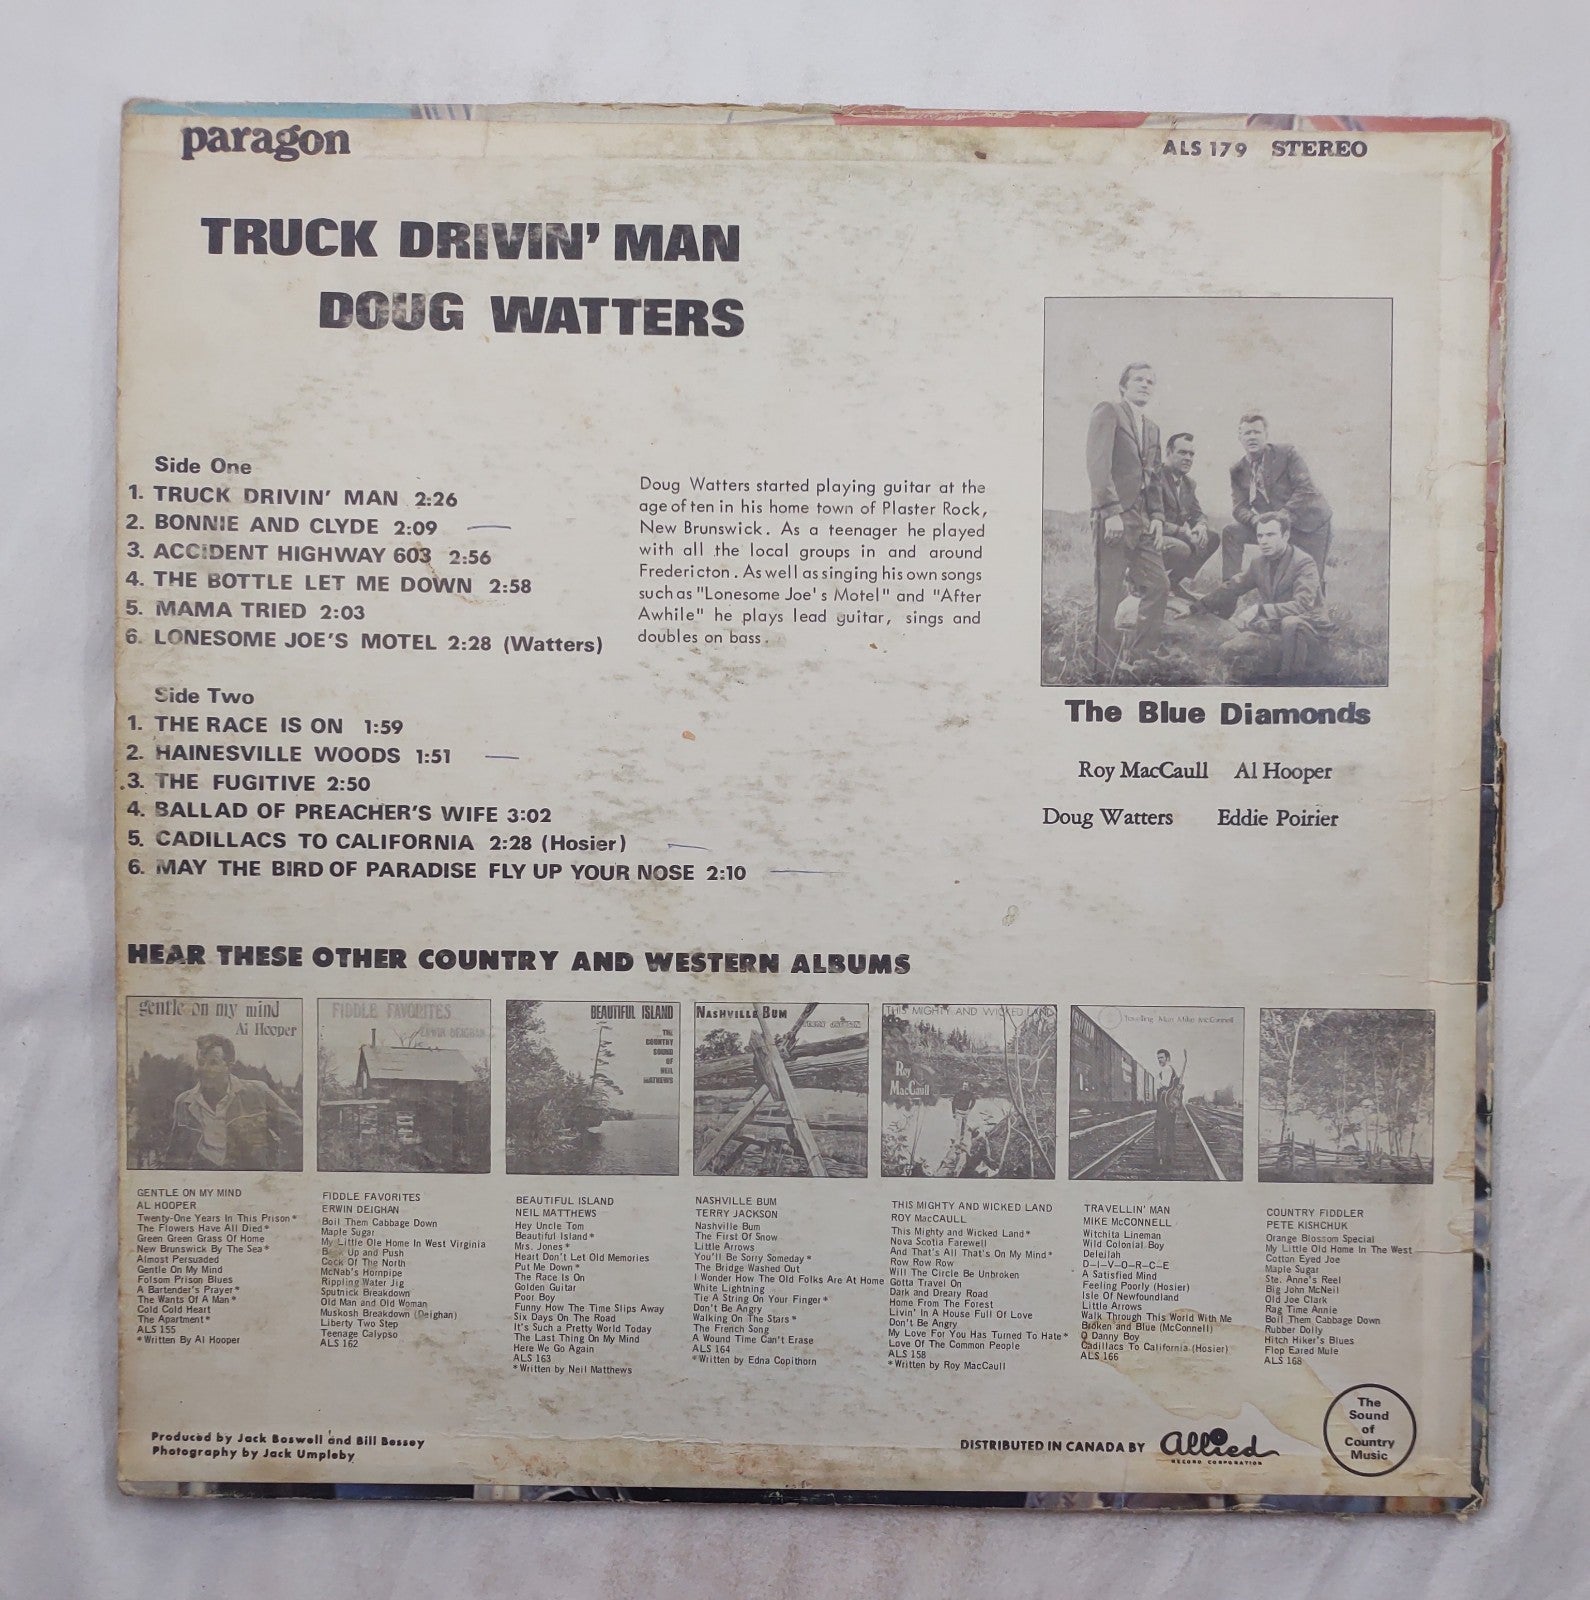 paragon
ALS 179 STEREO
TRUCK DRIVIN' MAN
DOUG WATTERS
Side One
1. TRUCK DRIVIN' MAN 2:26
2. BONNIE AND CLYDE 2:09
3. ACCIDENT HIGHWAY 603 2:56
4. THE BOTTLE LET ME DOWN 2:58
5. MAMA TRIED 2:03
6. LONESOME JOE'S MOTEL 2:28 (Watters)
Side Two
1. THE RACE IS ON 1:59
2. HAINESVILLE WOODS 1:51
3. THE FUGITIVE 2:50
4. BALLAD OF PREACHER'S WIFE 3:02
5. CADILLACS TO CALIFORNIA 2:28 (Hosier)
6. MAY THE BIRD OF PARADISE FLY UP YOUR NOSE 2:10
Doug Watters started playing guitar at the
age of ten in his home town of Plaster Rock,
New Brunswick. As a teenager he played
with all the local groups in and around
Fredericton. As well as singing his own songs
such as "Lonesome Joe's Motel" and "After
Awhile" he plays lead guitar, sings and
doubles on bass.
The Blue Diamonds
Roy MacCaull Al Hooper
Doug Watters Eddie Poirier
HEAR THESE OTHER COUNTRY AND WESTERN ALBUMS
gentle on my mind
Al Hooper
FIDDLE FAVORITES
ERWIN DEIGHAN
BEAUTIFUL ISLAND
THE
COUNTRY
SOUND
OF
NEIL
MATHEWS
NASHVILLE BUM
THIS MIGHTY AND WICKED LAND
Roy
MacCaull
Travelling Man Mike McConnell
GENTLE ON MY MIND
AL HOOPER
Twenty-One Years In This Prison*
The Flowers Have All Died*
Green Green Grass Of Home
New Brunswick By The Sea*
Almost Persuaded
Gentle On My Mind
Folsom Prison Blues
A Bartender's Prayer*
The Wants Of A Man*
Cold Cold Heart
The Apartment*
ALS 155
*Written By Al Hooper
FIDDLE FAVORITES
ERWIN DEIGHAN
Boil Them Cabbage Down
Maple Sugar
My Little Ole Home In West Virginia
Up and Push
Cock Of The North
McNab's Hornpipe
Rippling Water Jig
Sputnick Breakdown
Old Man and Old Woman
Muskosh Breakdown (Deighan)
Liberty Two Step
Teenage Calypso
ALS 162
BEAUTIFUL ISLAND
NEIL MATTHEWS
Hey Uncle Tom
Beautiful Island*
Mrs. Jones*
Heart Don't Let Old Memories
Put Me Down*
The Race Is On
Golden Guitar
Poor Boy
Funny How The Time Slips Away
Six Days On The Road
It's Such a Pretty World Today
The Last Thing On My Mind
Here We Go Again
ALS 163
*Written by Neil Matthews
NASHVILLE BUM
TERRY JACKSON
Nashville Bum
The First Of Snow
Little Arrows
You'll Be Sorry Someday*
The Bridge Washed Out
I Wonder How The Old Folks Are At Home
White Lightning
Tie A String On Your Finger*
Don't Be Angry
Walking On The Stars*
The French Song
A Wound Time Can't Erase
ALS 164
*Written by Edna Copithorn
THIS MIGHTY AND WICKED LAND
ROY MacCAULL
This Mighty and Wicked Land*
Nova Scotia Farewell
And That's All That's On My Mind*
Row Row Row
Will The Circle Be Unbroken
Gotta Travel On
Dark and Dreary Road
Home From The Forest
Livin' In A House Full Of Love
Don't Be Angry
My Love For You Has Turned To Hate*
Love Of The Common People
ALS 158
*Written by Roy MacCaull
TRAVELLIN' MAN
MIKE McCONNELL
Witchita Lineman
Wild Colonial Boy
Delejlah
D-I-V-O-R-C-E
A Satisfied Mind
Feeling Poorly (Hosier)
Isle Of Newfoundland
Little Arrows
Walk Through This World With Me
Broken and Blue (McConnell)
O Danny Boy
Cadillacs To California (Hosier)
ALS 166
COUNTRY FIDDLER
PETE KISHCHUK
Orange Blossom Special
My Little Old Home In The West
Cotton Eyed Joe
Maple Sugar
Ste. Anne's Reel
Big John McNeil
Old Joe Clark
Rag Time Annie
Boil Them Cabbage Down
Rubber Dolly
Hitch Hiker's Blues
Flop Eared Mule
ALS 168
Produced by Jack Boswell and Bill Bessey
Photography by Jack Umpleby
DISTRIBUTED IN CANADA BY Allied
RECORD CORPORATION
The
Sound
of
Country
Music